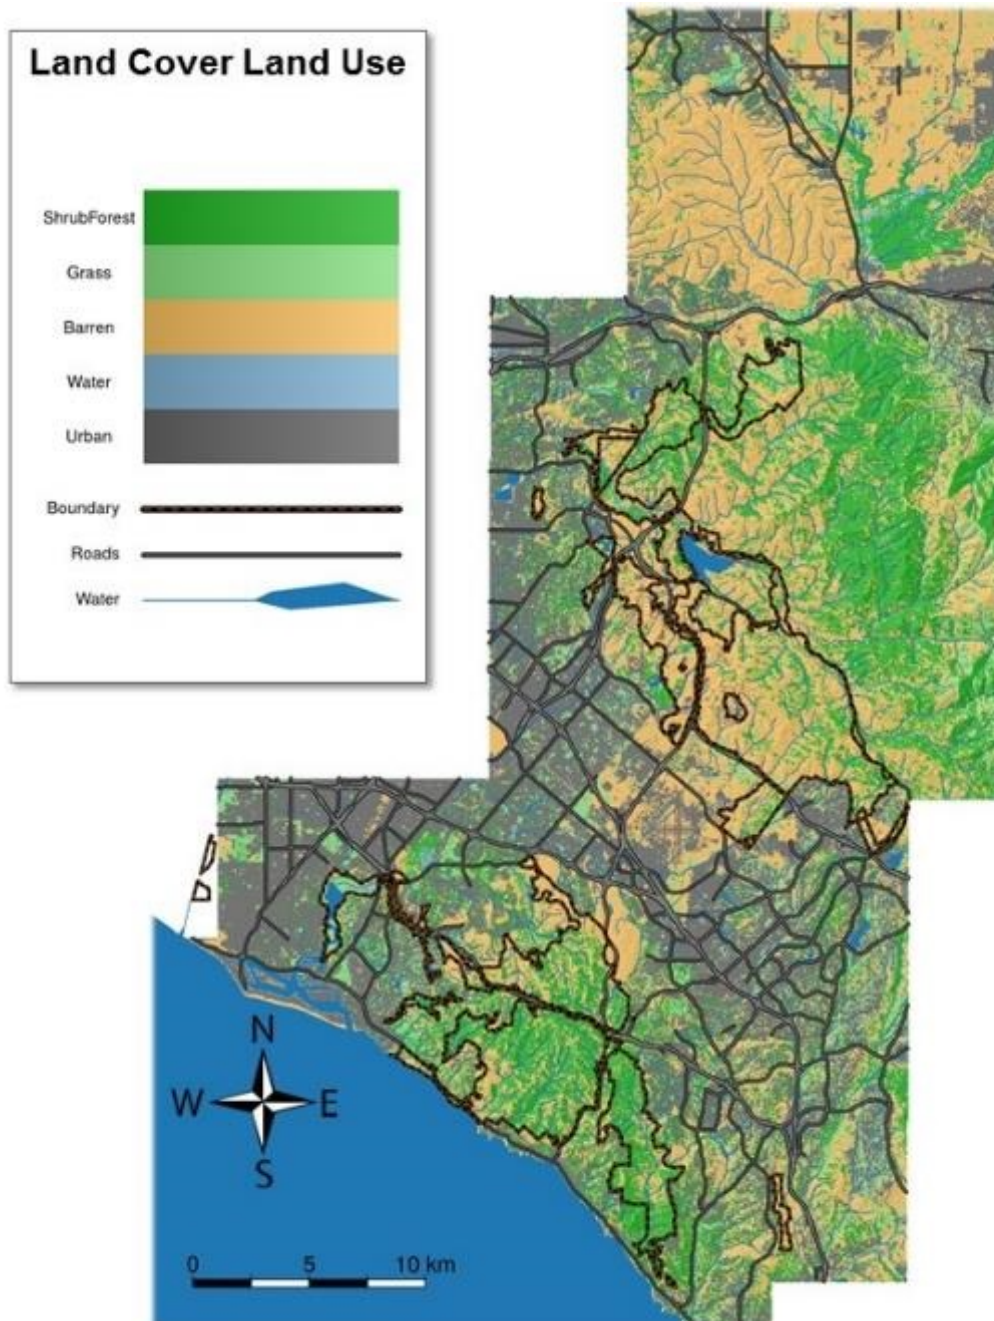 Land Cover Land Use
ShrubForest
Grass
Barren
Water
Urban
Boundary
Roads
Water
N
W E
S
0 5 10 km